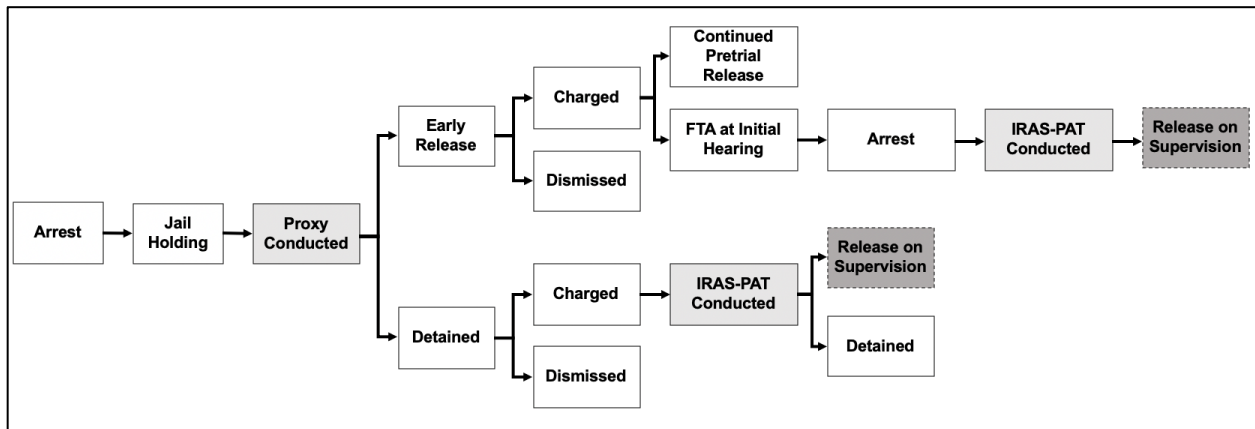 Arrest
Jail
Holding
Proxy
Conducted
Early
Release
Charged
Continued
Pretrial
Release
FTA at Initial
Hearing
Arrest
IRAS-PAT
Conducted
Release on
Supervision
Dismissed
Detained
Charged
IRAS-PAT
Conducted
Release on
Supervision
Detained
Dismissed